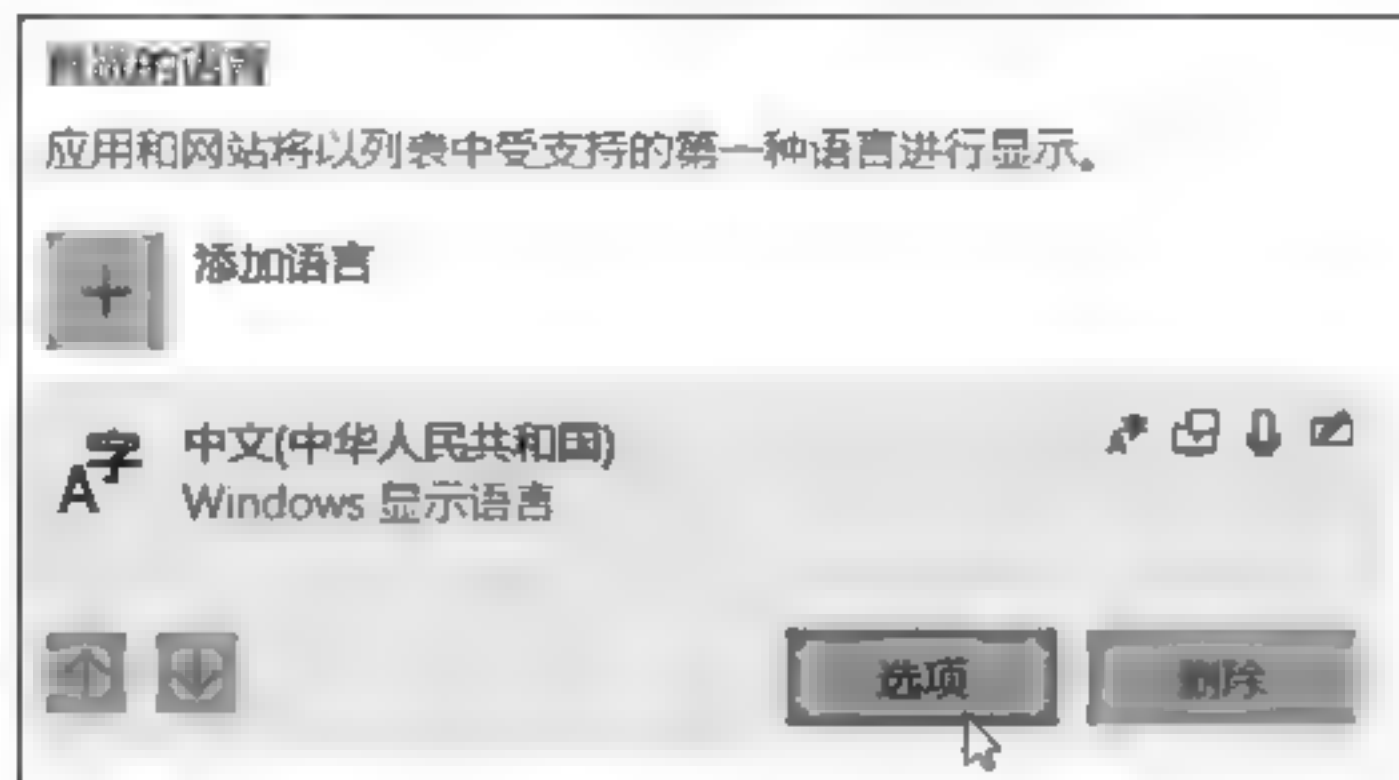 应用和网站将以列表中受支持的第一种语言进行显示。
添加语言
中文(中华人民共和国)
Windows 显示语言
选项
删除